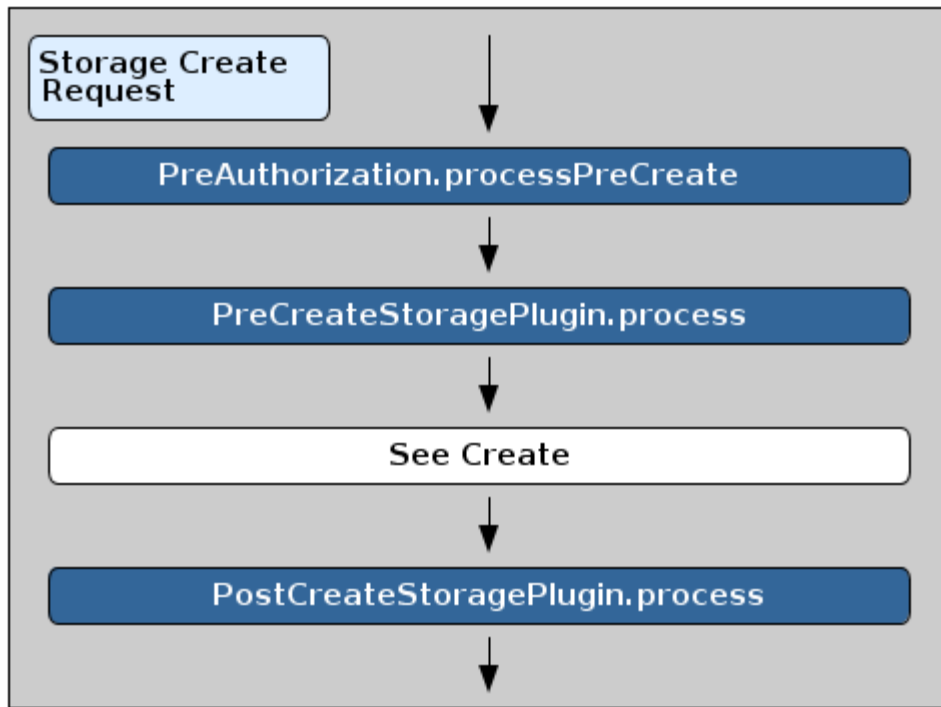 Storage Create
Request
PreAuthorization.processPreCreate
PreCreateStoragePlugin.process
See Create
PostCreateStoragePlugin.process